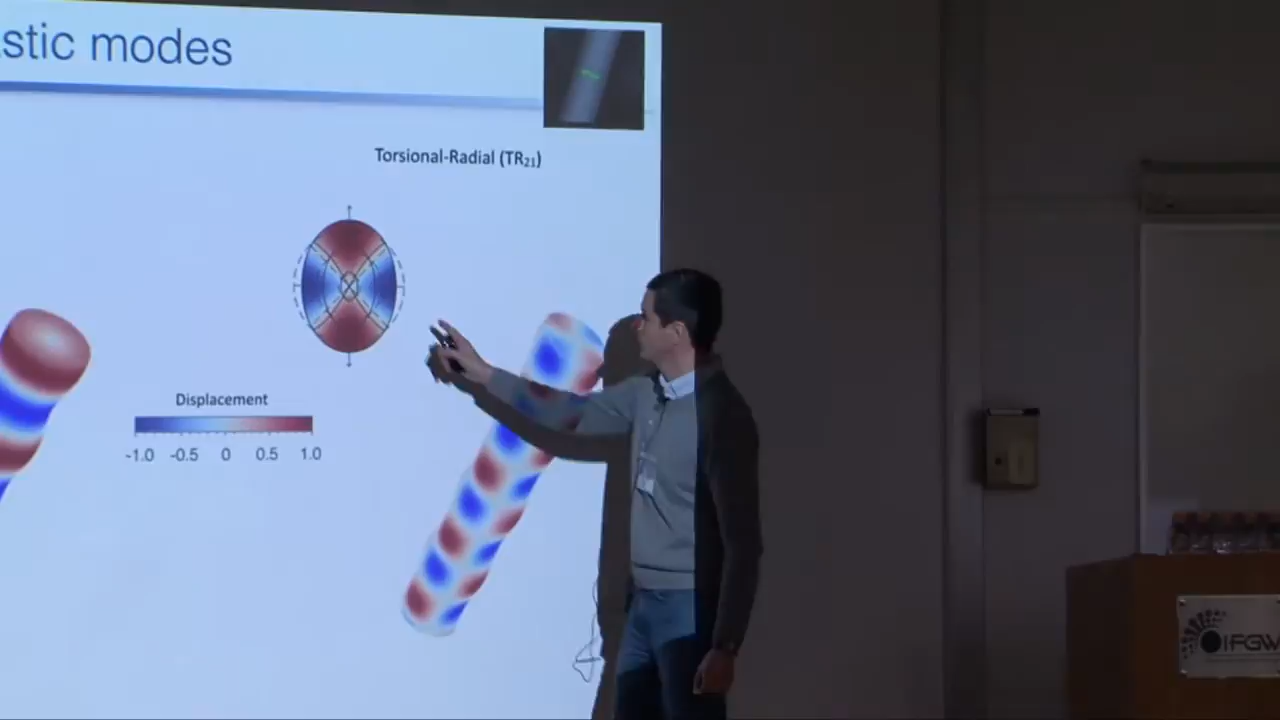 stic modes
Torsional-Radial (TR₂₁)
Displacement
-1.0 -0.5 0 0.5 1.0
IFGW